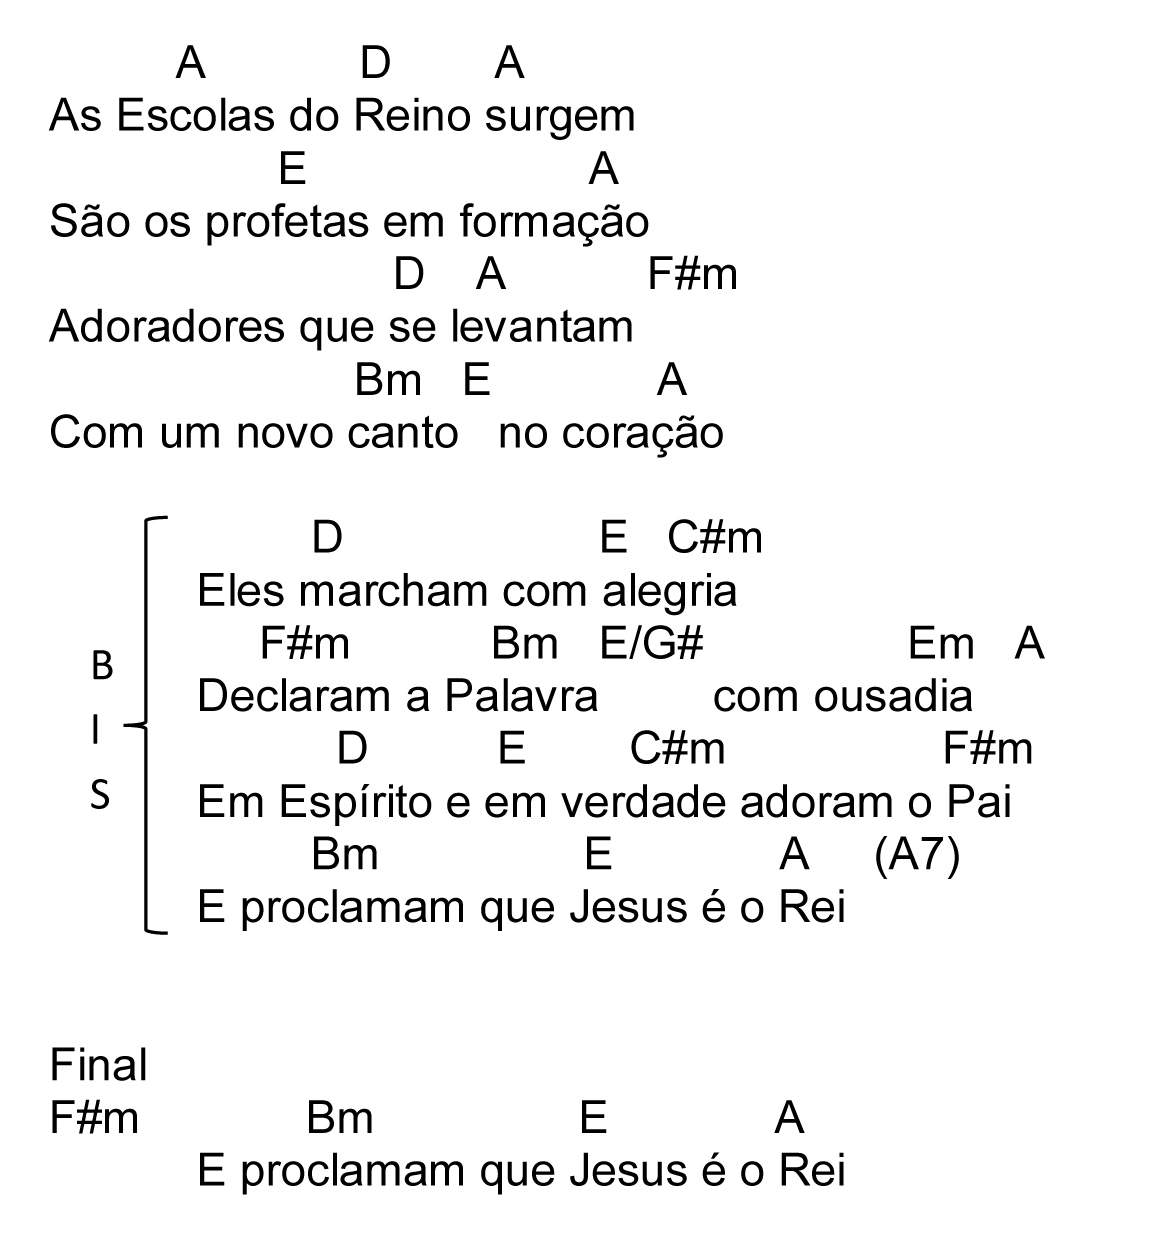 A D A
As Escolas do Reino surgem
E A
São os profetas em formação
D A F#m
Adoradores que se levantam
Bm E A
Com um novo canto no coração
D E C#m
Eles marcham com alegria
F#m Bm E/G# Em A
B
Declaram a Palavra com ousadia
I
D E C#m F#m
S
Em Espírito e em verdade adoram o Pai
Bm E A (A7)
E proclamam que Jesus é o Rei
Final
F#m Bm E A
E proclamam que Jesus é o Rei